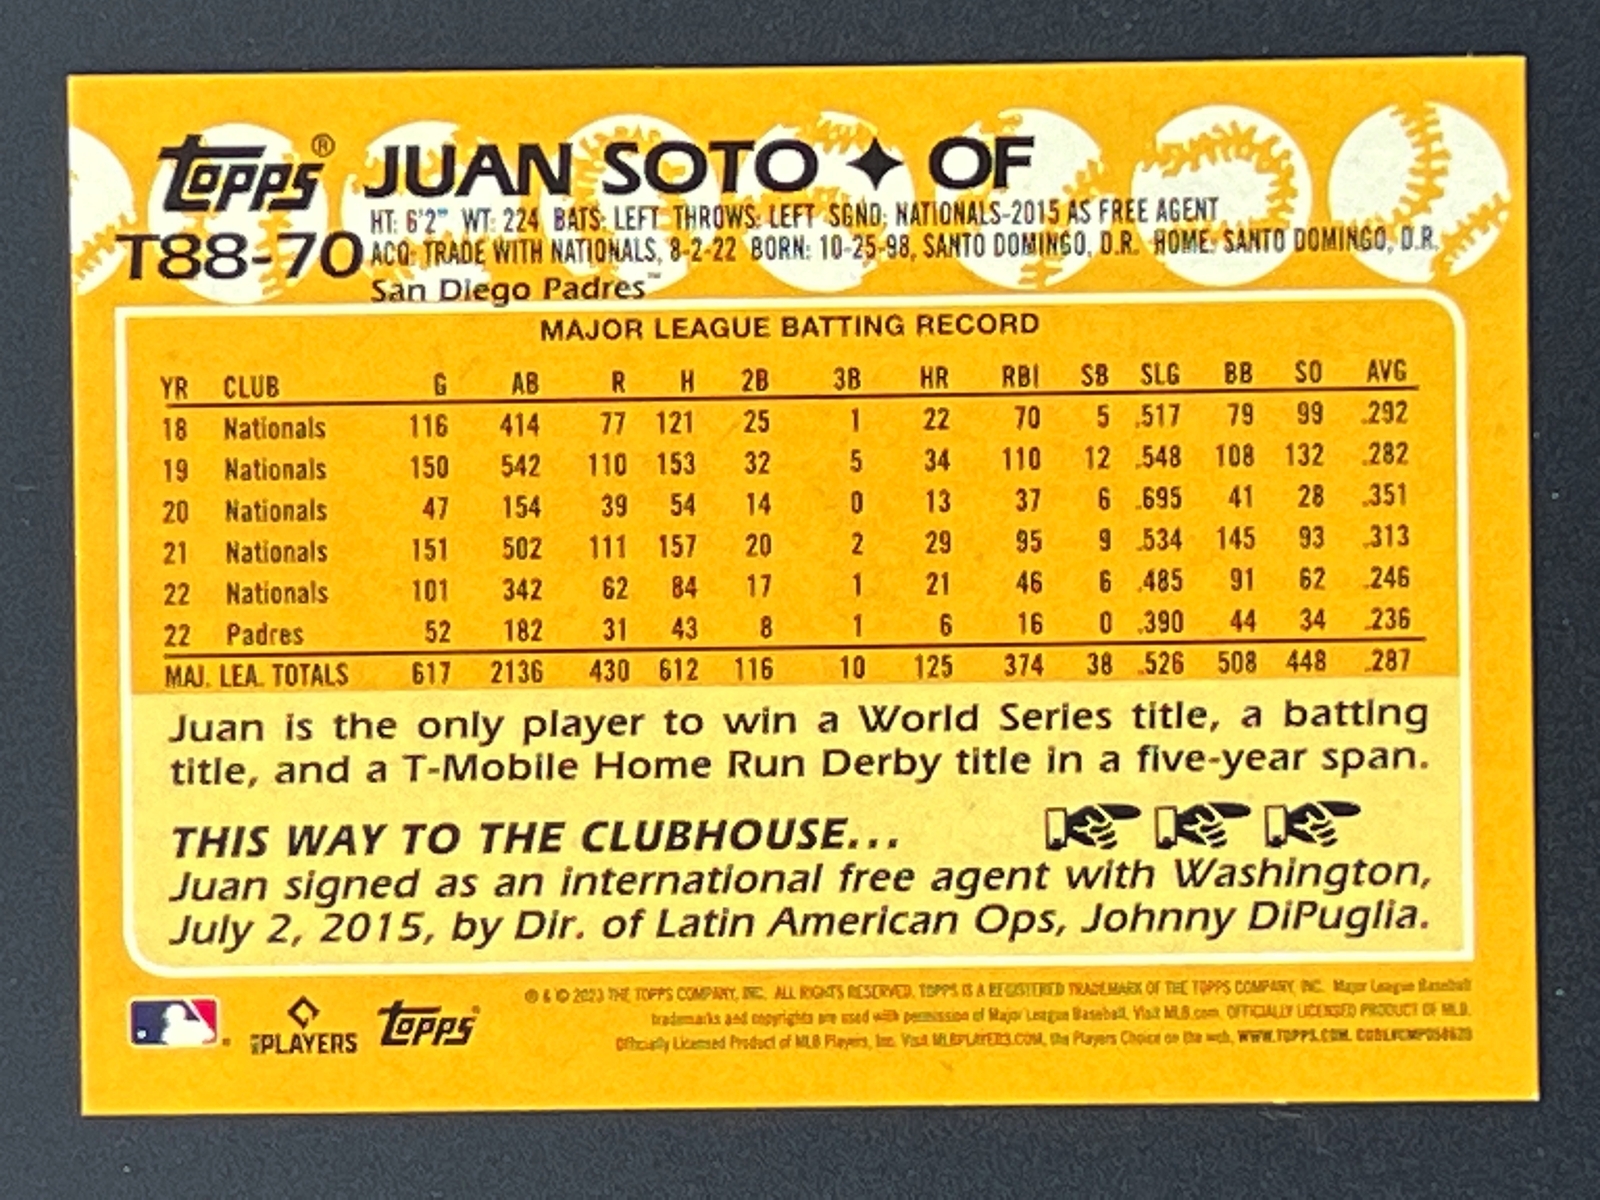 topps® JUAN SOTO ✦ OF
HT: 6'2" WT: 224 BATS: LEFT THROWS: LEFT SGND: NATIONALS-2015 AS FREE AGENT
T88-70 ACQ: TRADE WITH NATIONALS, 8-2-22 BORN: 10-25-98, SANTO DOMINGO, D.R. HOME: SANTO DOMINGO, D.R.
San Diego Padres™
MAJOR LEAGUE BATTING RECORD
YR CLUB G AB R H 2B 3B HR RBI SB SLG BB SO AVG
18 Nationals 116 414 77 121 25 1 22 70 5 .517 79 99 .292
19 Nationals 150 542 110 153 32 5 34 110 12 .548 108 132 .282
20 Nationals 47 154 39 54 14 0 13 37 6 .695 41 28 .351
21 Nationals 151 502 111 157 20 2 29 95 9 .534 145 93 .313
22 Nationals 101 342 62 84 17 1 21 46 6 .485 91 62 .246
22 Padres 52 182 31 43 8 1 6 16 0 .390 44 34 .236
MAJ. LEA. TOTALS 617 2136 430 612 116 10 125 374 38 .526 508 448 .287
Juan is the only player to win a World Series title, a batting
title, and a T-Mobile Home Run Derby title in a five-year span.
THIS WAY TO THE CLUBHOUSE...
Juan signed as an international free agent with Washington,
July 2, 2015, by Dir. of Latin American Ops, Johnny DiPuglia.
® & © 2023 THE TOPPS COMPANY, INC. ALL RIGHTS RESERVED. TOPPS IS A REGISTERED TRADEMARK OF THE TOPPS COMPANY, INC. Major League Baseball
trademarks and copyrights are used with permission of Major League Baseball. Visit MLB.com. OFFICIALLY LICENSED PRODUCT OF MLB.
PLAYERS topps Officially Licensed Product of MLB Players, Inc. Visit MLBPLAYERS.COM, the Players Choice on the web. WWW.TOPPS.COM.